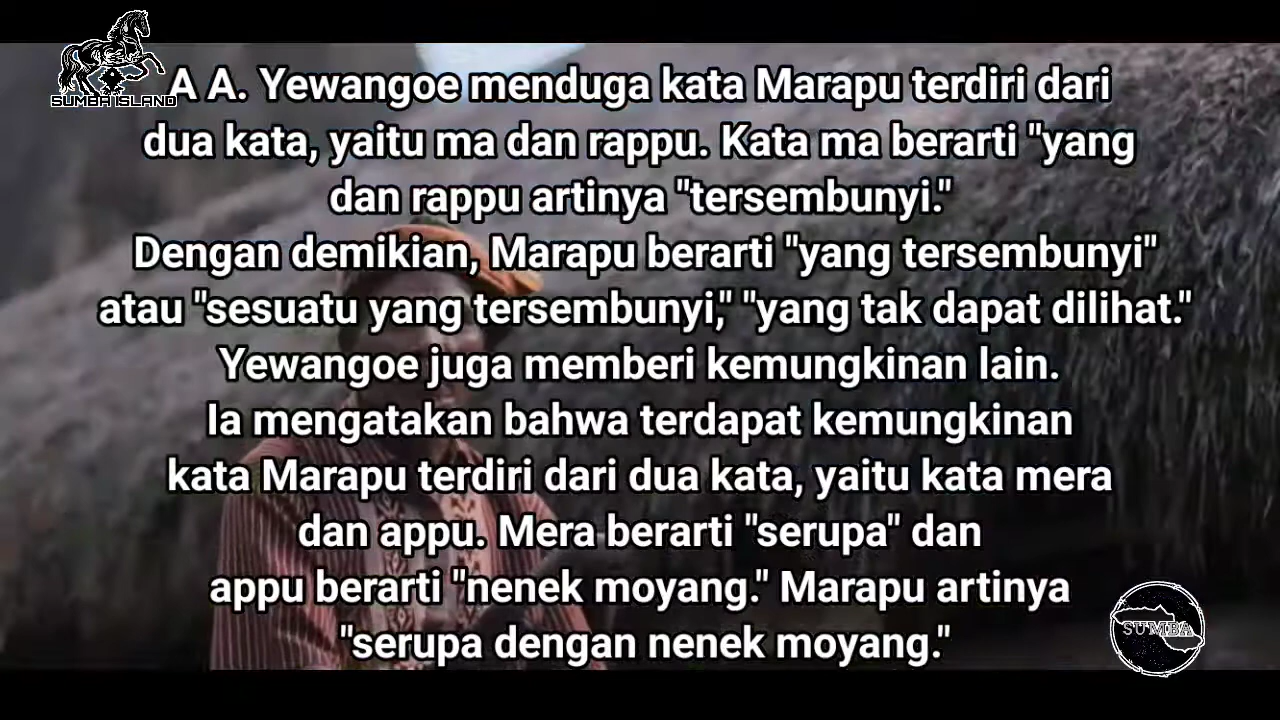 SUMBA ISLAND
A A. Yewangoe menduga kata Marapu terdiri dari
dua kata, yaitu ma dan rappu. Kata ma berarti "yang
dan rappu artinya "tersembunyi."
Dengan demikian, Marapu berarti "yang tersembunyi"
atau "sesuatu yang tersembunyi," "yang tak dapat dilihat."
Yewangoe juga memberi kemungkinan lain.
Ia mengatakan bahwa terdapat kemungkinan
kata Marapu terdiri dari dua kata, yaitu kata mera
dan appu. Mera berarti "serupa" dan
appu berarti "nenek moyang." Marapu artinya
"serupa dengan nenek moyang."
SUMBA